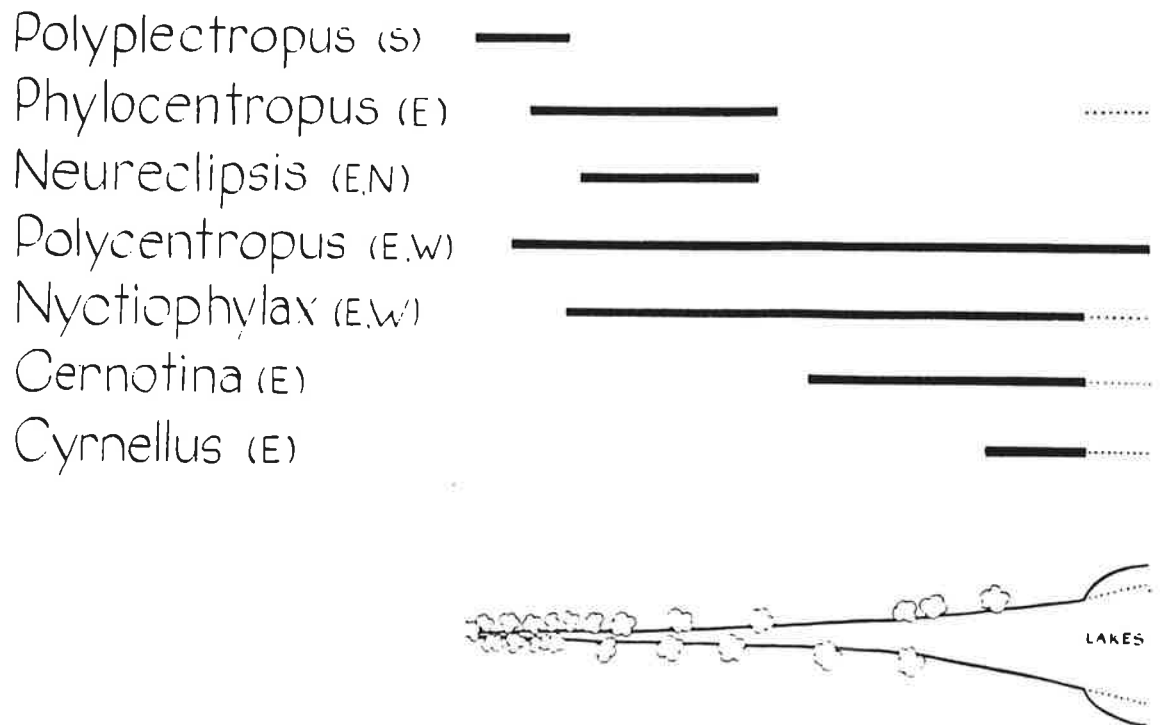 Polyplectropus (S)
Phylocentropus (E)
Neureclipsis (E,N)
Polycentropus (E,W)
Nyctiophylax (E,W)
Cernotina (E)
Cyrnellus (E)
LAKES